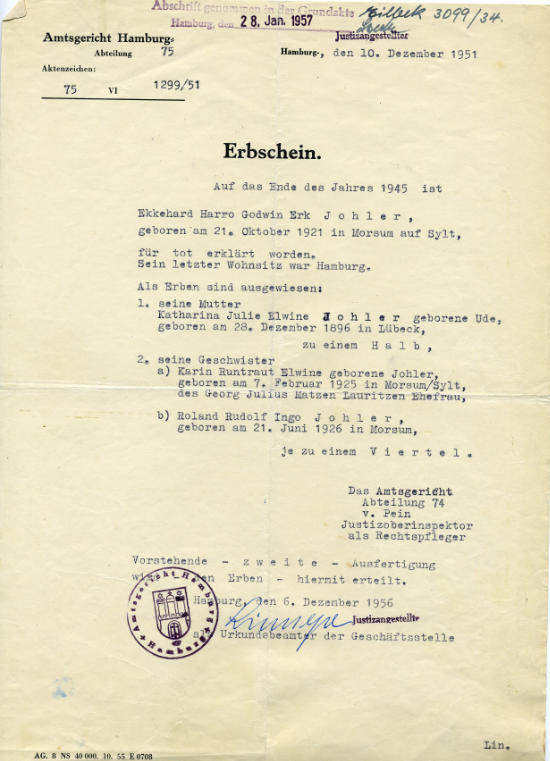 Abschrift genommen in der Grundakte
Eilbeck 3099/34.
Hamburg, den 28. Jan. 1957
Justizangestellter
Amtsgericht Hamburg.
Abteilung 75
Hamburg-, den 10. Dezember 1951
Aktenzeichen:
75 VI 1299/51
Erbschein.
Auf das Ende des Jahres 1945 ist
Ekkehard Harro Godwin Erk J o h l e r ,
geboren am 21. Oktober 1921 in Morsum auf Sylt,
für tot erklärt worden.
Sein letzter Wohnsitz war Hamburg.
Als Erben sind ausgewiesen:
1. seine Mutter
Katharina Julie Elwine J o h l e r geborene Ude,
geboren am 28. Dezember 1896 in Lübeck,
zu einem H a l b ,
2. seine Geschwister
a) Karin Runtraut Elwine geborene Johler,
geboren am 7. Februar 1925 in Morsum/Sylt,
des Georg Julius Matzen Lauritzen Ehefrau,
b) Roland Rudolf Ingo J o h l e r ,
geboren am 21. Juni 1926 in Morsum,
je zu einem V i e r t e l .
Das Amtsgericht
Abteilung 74
v. Pein
Justizoberinspektor
als Rechtspfleger
Vorstehende - z w e i t e - Ausfertigung
en Erben - hiermit erteilt.
Hamburg, den 6. Dezember 1956
Justizangestellte
als Urkundsbeamter der Geschäftsstelle
Amtsgericht Hamburg
Hamburg
Lin.
AG. 8 NS 40 000. 10. 55 E 0708